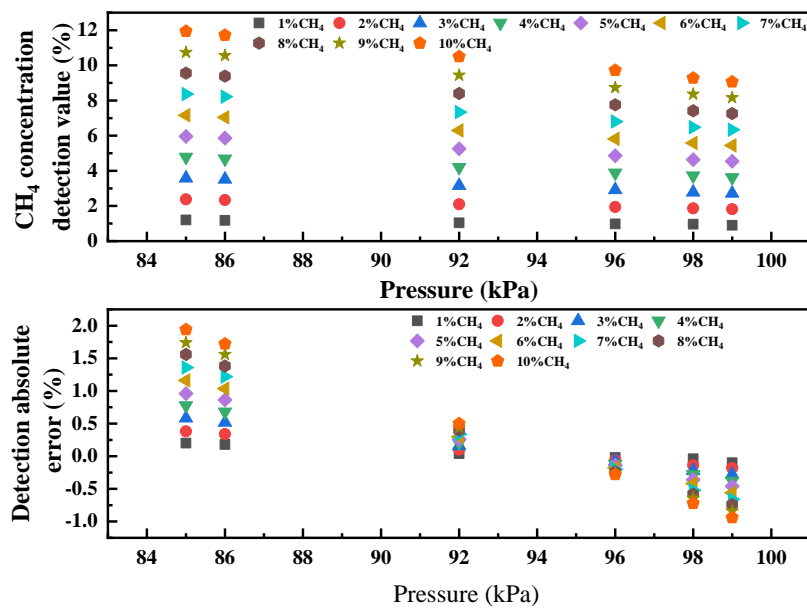 CH₄ concentration
detection value (%)
12
10
8
6
4
2
0
1%CH₄ 2%CH₄ 3%CH₄ 4%CH₄ 5%CH₄ 6%CH₄ 7%CH₄
8%CH₄ 9%CH₄ 10%CH₄
84 86 88 90 92 94 96 98 100
Pressure (kPa)
Detection absolute
error (%)
2.0
1.5
1.0
0.5
0.0
-0.5
-1.0
1%CH₄ 2%CH₄ 3%CH₄ 4%CH₄
5%CH₄ 6%CH₄ 7%CH₄ 8%CH₄
9%CH₄ 10%CH₄
84 86 88 90 92 94 96 98 100
Pressure (kPa)